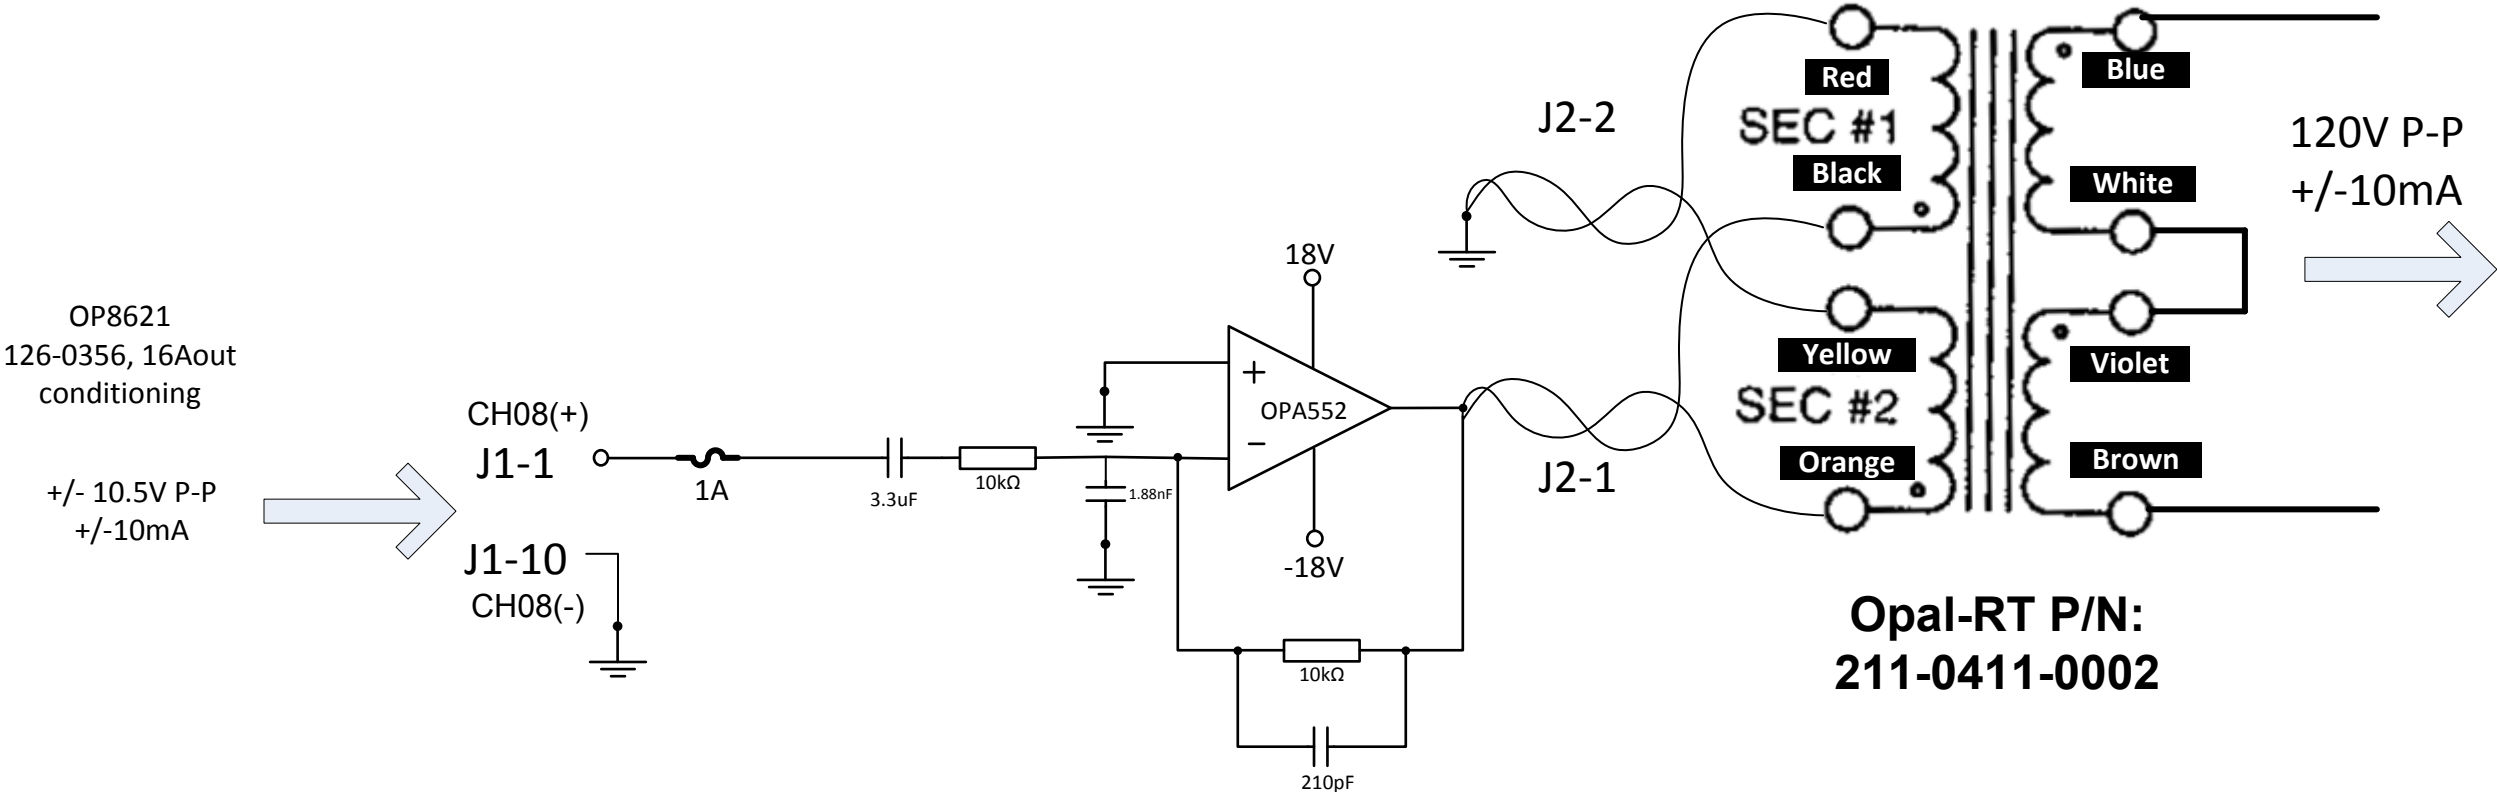 OP8621
126-0356, 16Aout
conditioning
+/- 10.5V P-P
+/-10mA
CH08(+)
J1-1
J1-10
CH08(-)
1A
3.3uF
10kΩ
1.88nF
18V
+
OPA552
−
-18V
10kΩ
210pF
J2-2
J2-1
Red
SEC #1
Black
Yellow
SEC #2
Orange
Blue
White
Violet
Brown
120V P-P
+/-10mA
Opal-RT P/N:
211-0411-0002